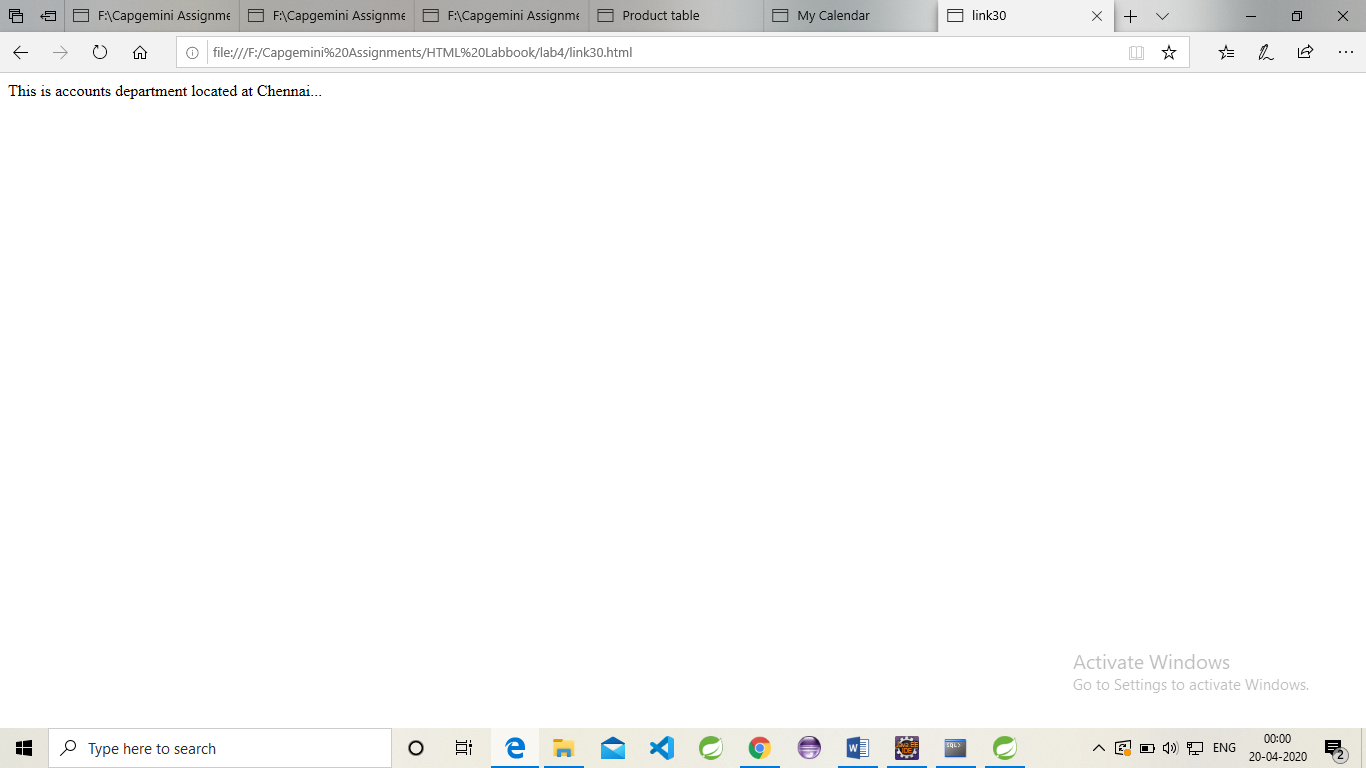 F:\Capgemini Assignme
F:\Capgemini Assignme
F:\Capgemini Assignme
Product table
My Calendar
link30
file:///F:/Capgemini%20Assignments/HTML%20Labbook/lab4/link30.html
This is accounts department located at Chennai...
Activate Windows
Go to Settings to activate Windows.
Type here to search
ENG
00:00
20-04-2020
2